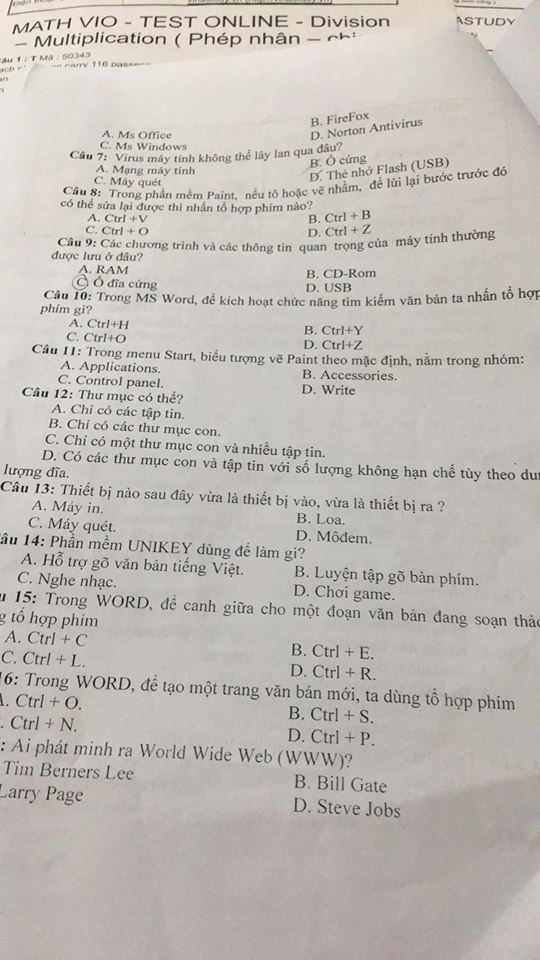 MATH VIO - TEST ONLINE - Division
– Multiplication ( Phép nhân –
ASTUDY
1 : T Mã : 50343
carry 116
B. FireFox
A. Ms Office
D. Norton Antivirus
C. Ms Windows
Câu 7: Virus máy tính không thể lây lan qua đâu?
A. Mạng máy tính
B. Ổ cứng
C. Máy quét
D. Thẻ nhớ Flash (USB)
Câu 8: Trong phần mềm Paint, nếu tô hoặc vẽ nhầm, để lùi lại bước trước đó
có thể sửa lại được thì nhấn tổ hợp phím nào?
A. Ctrl +V
B. Ctrl + B
C. Ctrl + O
D. Ctrl + Z
Câu 9: Các chương trình và các thông tin quan trọng của máy tính thường
được lưu ở đâu?
A. RAM
B. CD-Rom
C. Ổ đĩa cứng
D. USB
Câu 10: Trong MS Word, để kích hoạt chức năng tìm kiếm văn bản ta nhấn tổ hợp
phím gì?
A. Ctrl+H
B. Ctrl+Y
C. Ctrl+O
D. Ctrl+Z
Câu 11: Trong menu Start, biểu tượng vẽ Paint theo mặc định, nằm trong nhóm:
A. Applications.
B. Accessories.
C. Control panel.
D. Write
Câu 12: Thư mục có thể?
A. Chỉ có các tập tin.
B. Chỉ có các thư mục con.
C. Chỉ có một thư mục con và nhiều tập tin.
D. Có các thư mục con và tập tin với số lượng không hạn chế tùy theo
lượng đĩa.
Câu 13: Thiết bị nào sau đây vừa là thiết bị vào, vừa là thiết bị ra ?
A. Máy in.
B. Loa.
C. Máy quét.
D. Môđem.
âu 14: Phần mềm UNIKEY dùng để làm gì?
A. Hỗ trợ gõ văn bản tiếng Việt.
B. Luyện tập gõ bàn phím.
C. Nghe nhạc.
D. Chơi game.
u 15: Trong WORD, để canh giữa cho một đoạn văn bản đang soạn
g tổ hợp phím
A. Ctrl + C
B. Ctrl + E.
C. Ctrl + L.
D. Ctrl + R.
16: Trong WORD, để tạo một trang văn bản mới, ta dùng tổ hợp phím
A. Ctrl + O.
B. Ctrl + S.
. Ctrl + N.
D. Ctrl + P.
: Ai phát minh ra World Wide Web (WWW)?
Tim Berners Lee
B. Bill Gate
Larry Page
D. Steve Jobs